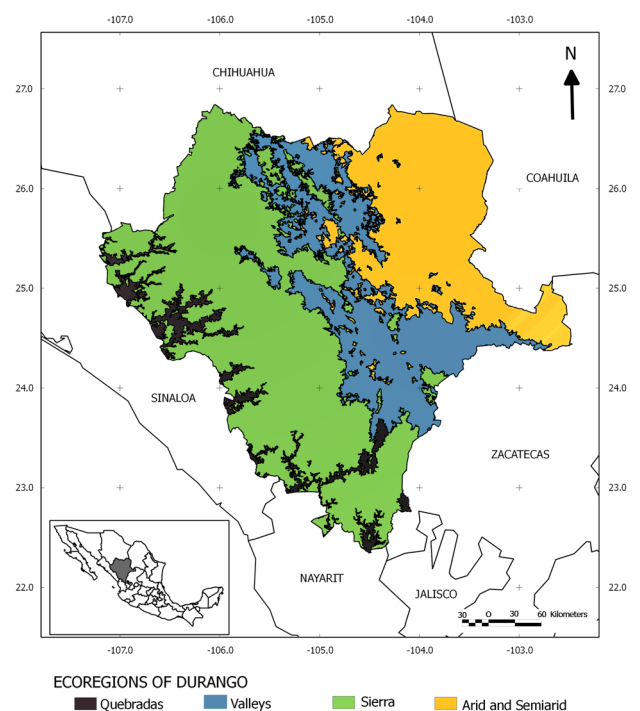 -107.0 -106.0 -105.0 -104.0 -103.0
N
CHIHUAHUA
27.0 27.0
COAHUILA
26.0 26.0
25.0 25.0
24.0 24.0
SINALOA
ZACATECAS
23.0 23.0
NAYARIT
JALISCO
22.0 22.0
30 0 30 60 Kilometers
-107.0 -106.0 -105.0 -104.0 -103.0
ECOREGIONS OF DURANGO
Quebradas Valleys Sierra Arid and Semiarid